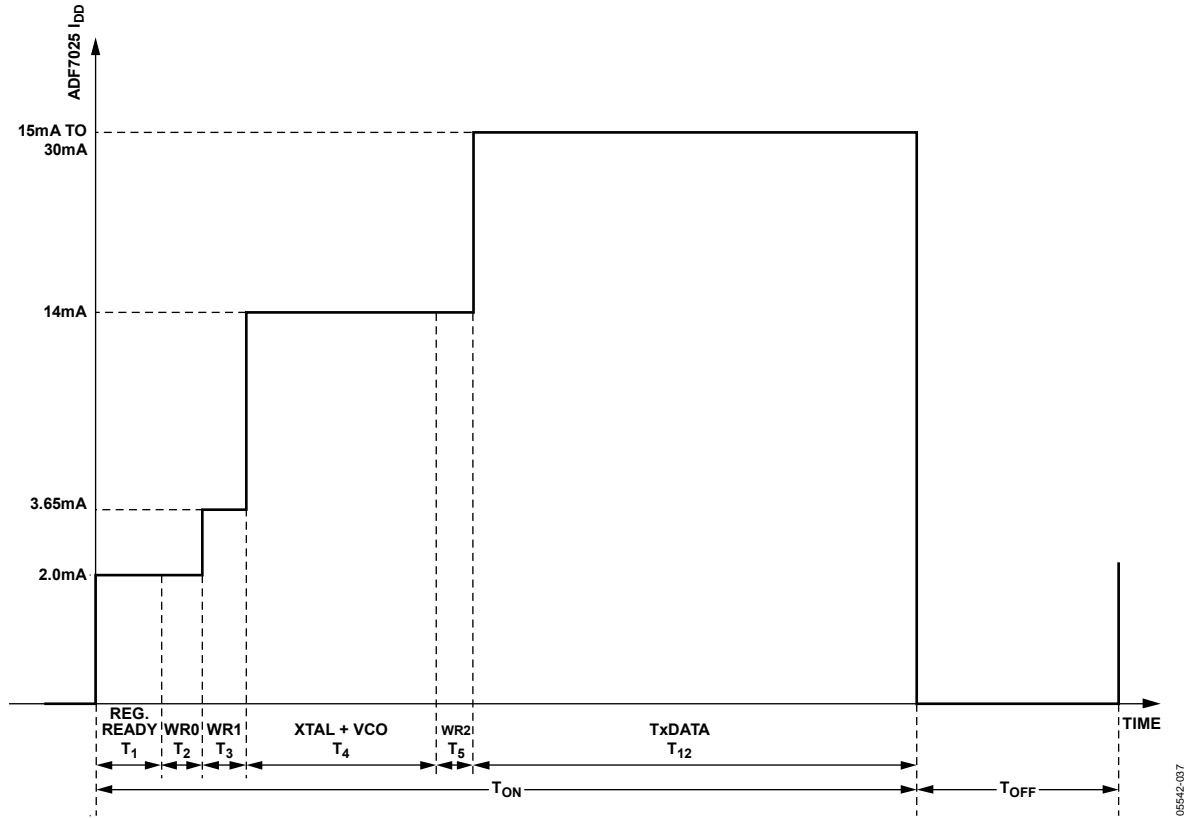 ADF7025 IDD
15mA TO
30mA
14mA
3.65mA
2.0mA
REG.
READY
T1
WR0
T2
WR1
T3
XTAL + VCO
T4
WR2
T5
TxDATA
T12
TIME
TON
TOFF
05542-037